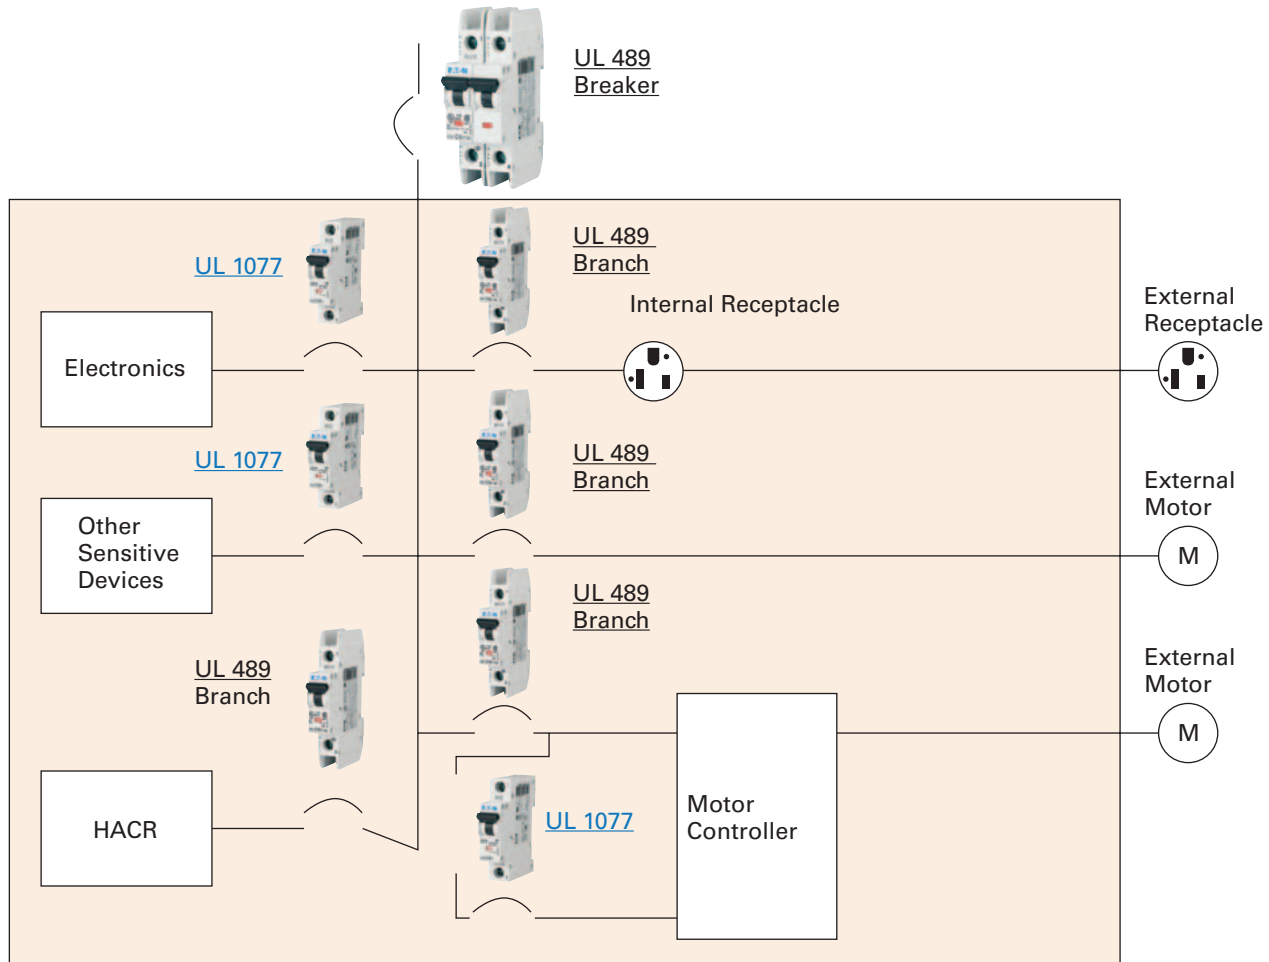 UL 489
Breaker
UL 1077
UL 489
Branch
Internal Receptacle
External
Receptacle
Electronics
UL 1077
UL 489
Branch
External
Motor
Other
Sensitive
Devices
M
UL 489
Branch
UL 489
Branch
External
Motor
M
HACR
UL 1077
Motor
Controller